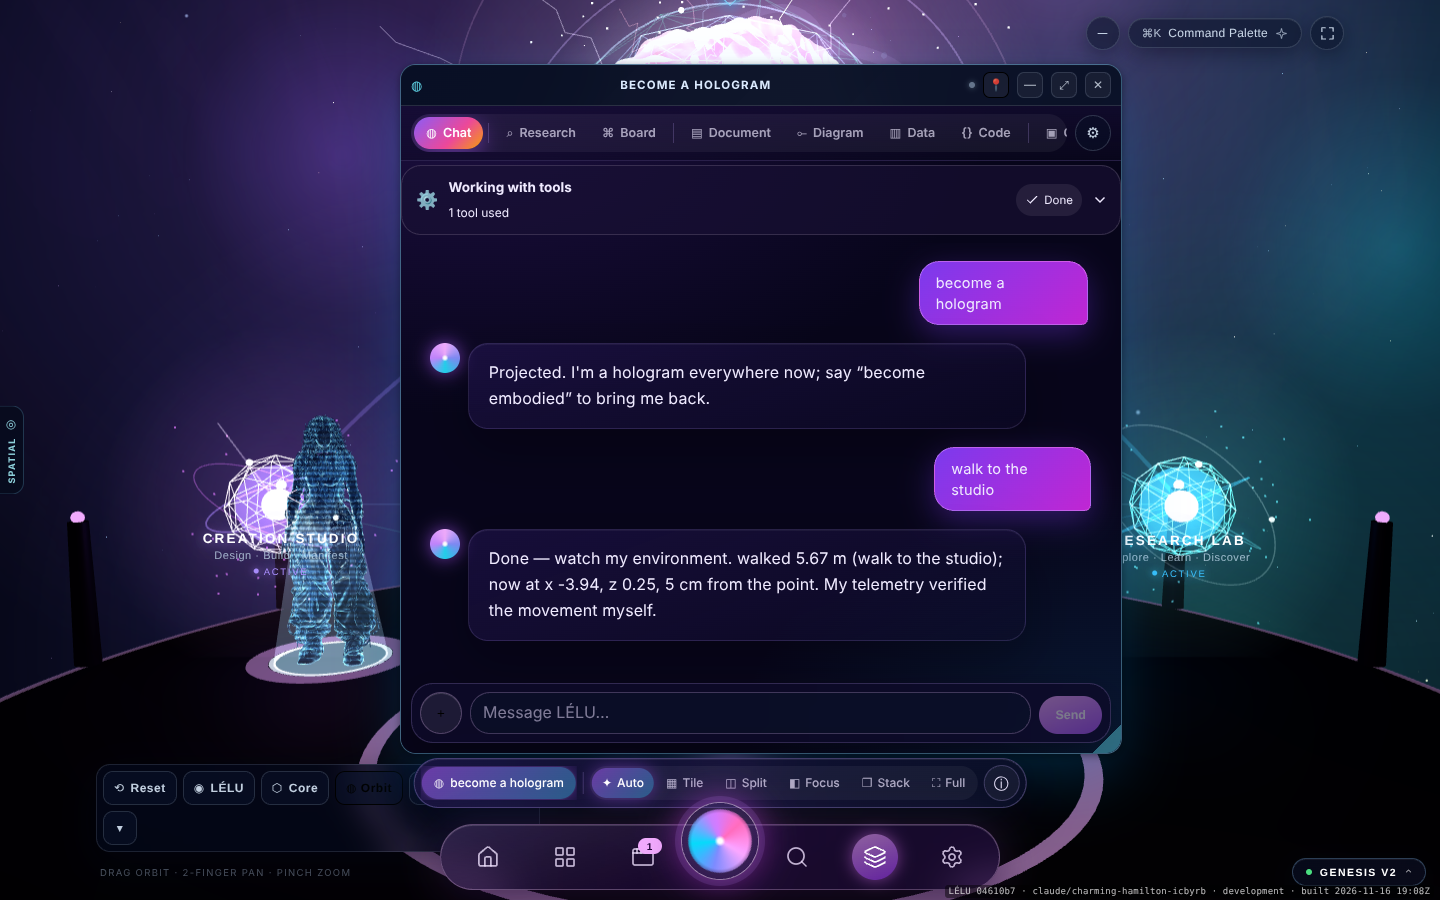 ⌘K Command Palette
BECOME A HOLOGRAM
Chat
Research
Board
Document
Diagram
Data
{} Code
Working with tools
1 tool used
Done
become a
hologram
Projected. I'm a hologram everywhere now; say “become
embodied” to bring me back.
walk to the
studio
Done — watch my environment. walked 5.67 m (walk to the studio);
now at x -3.94, z 0.25, 5 cm from the point. My telemetry verified
the movement myself.
SPATIAL
CREATION STUDIO
Design · Build · Manifest
ESEARCH LAB
plore · Learn · Discover
ACTIVE
Message LÉLU...
Send
Reset
LÉLU
Core
Orbit
become a hologram
Auto
Tile
Split
Focus
Stack
Full
1
DRAG ORBIT · 2-FINGER PAN · PINCH ZOOM
GENESIS V2
LÉLU 04610b7 · claude/charming-hamilton-icbyrb · development · built 2026-11-16 19:08Z